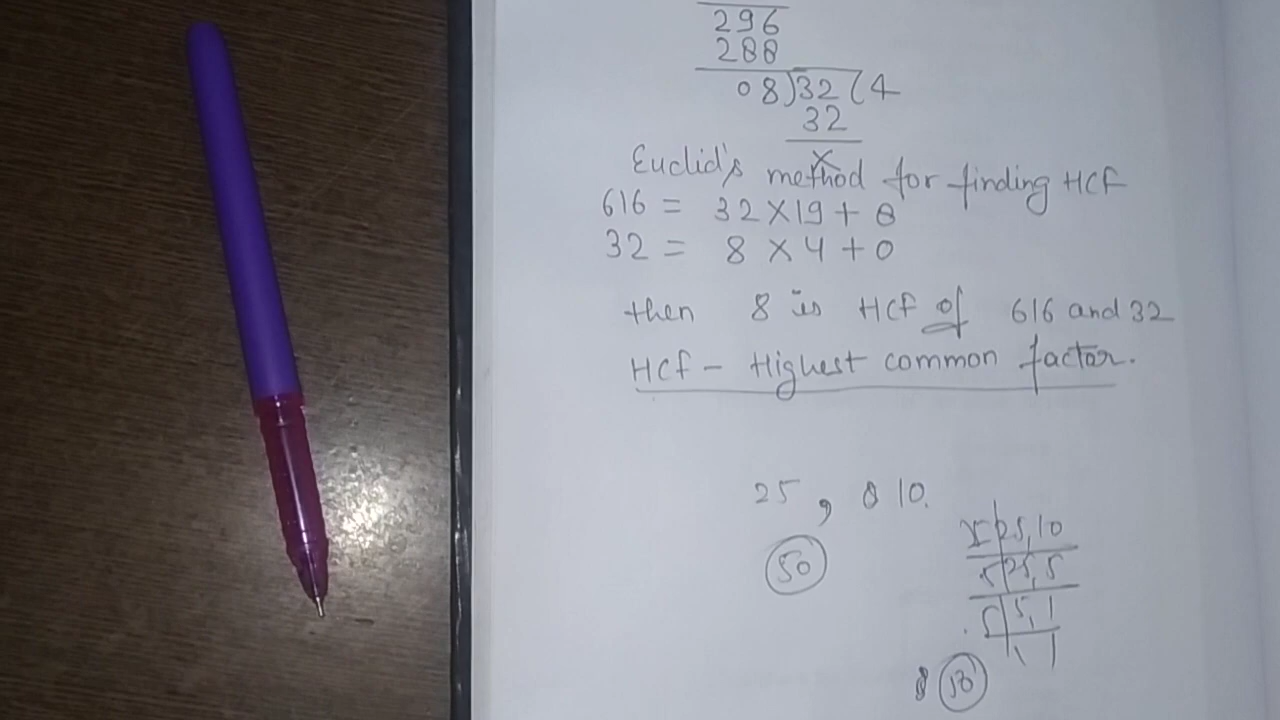 296
288
08)32(4
32
x
Euclid's method for finding HCF
616 = 32×19+8
32 = 8×4+0
then 8 is HCF of 616 and 32
HCF - Highest common factor.
25, 10.
50
25, 10
5|25, 5
5|5, 1
1 1
50